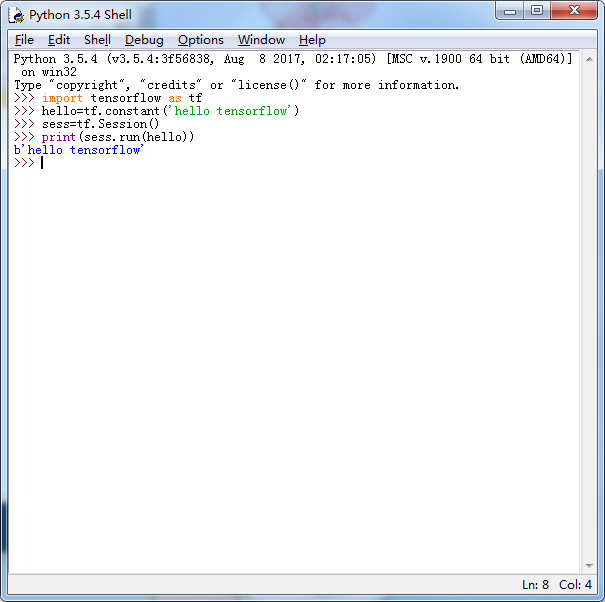 Python 3.5.4 Shell
File Edit Shell Debug Options Window Help
Python 3.5.4 (v3.5.4:3f56838, Aug  8 2017, 02:17:05) [MSC v.1900 64 bit (AMD64)]
 on win32
Type "copyright", "credits" or "license()" for more information.
>>> import tensorflow as tf
>>> hello=tf.constant('hello tensorflow')
>>> sess=tf.Session()
>>> print(sess.run(hello))
b'hello tensorflow'
>>>
Ln: 8 Col: 4